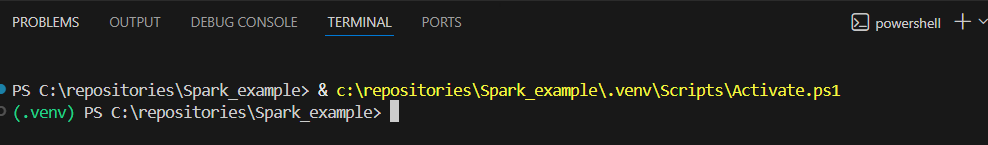 PROBLEMS OUTPUT DEBUG CONSOLE TERMINAL PORTS powershell
PS C:\repositories\Spark_example> & c:\repositories\Spark_example\.venv\Scripts\Activate.ps1
(.venv) PS C:\repositories\Spark_example>